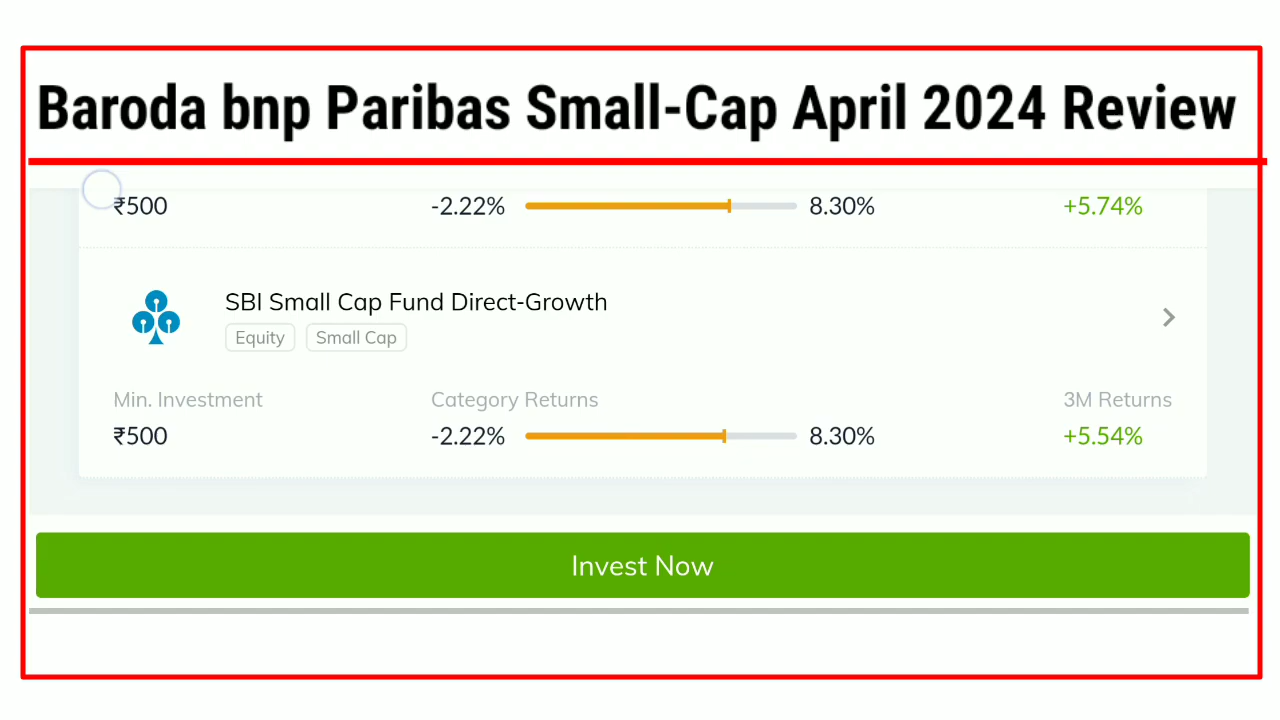 Baroda bnp Paribas Small-Cap April 2024 Review
₹500 -2.22% 8.30% +5.74%
SBI Small Cap Fund Direct-Growth
Equity Small Cap
Min. Investment Category Returns 3M Returns
₹500 -2.22% 8.30% +5.54%
Invest Now